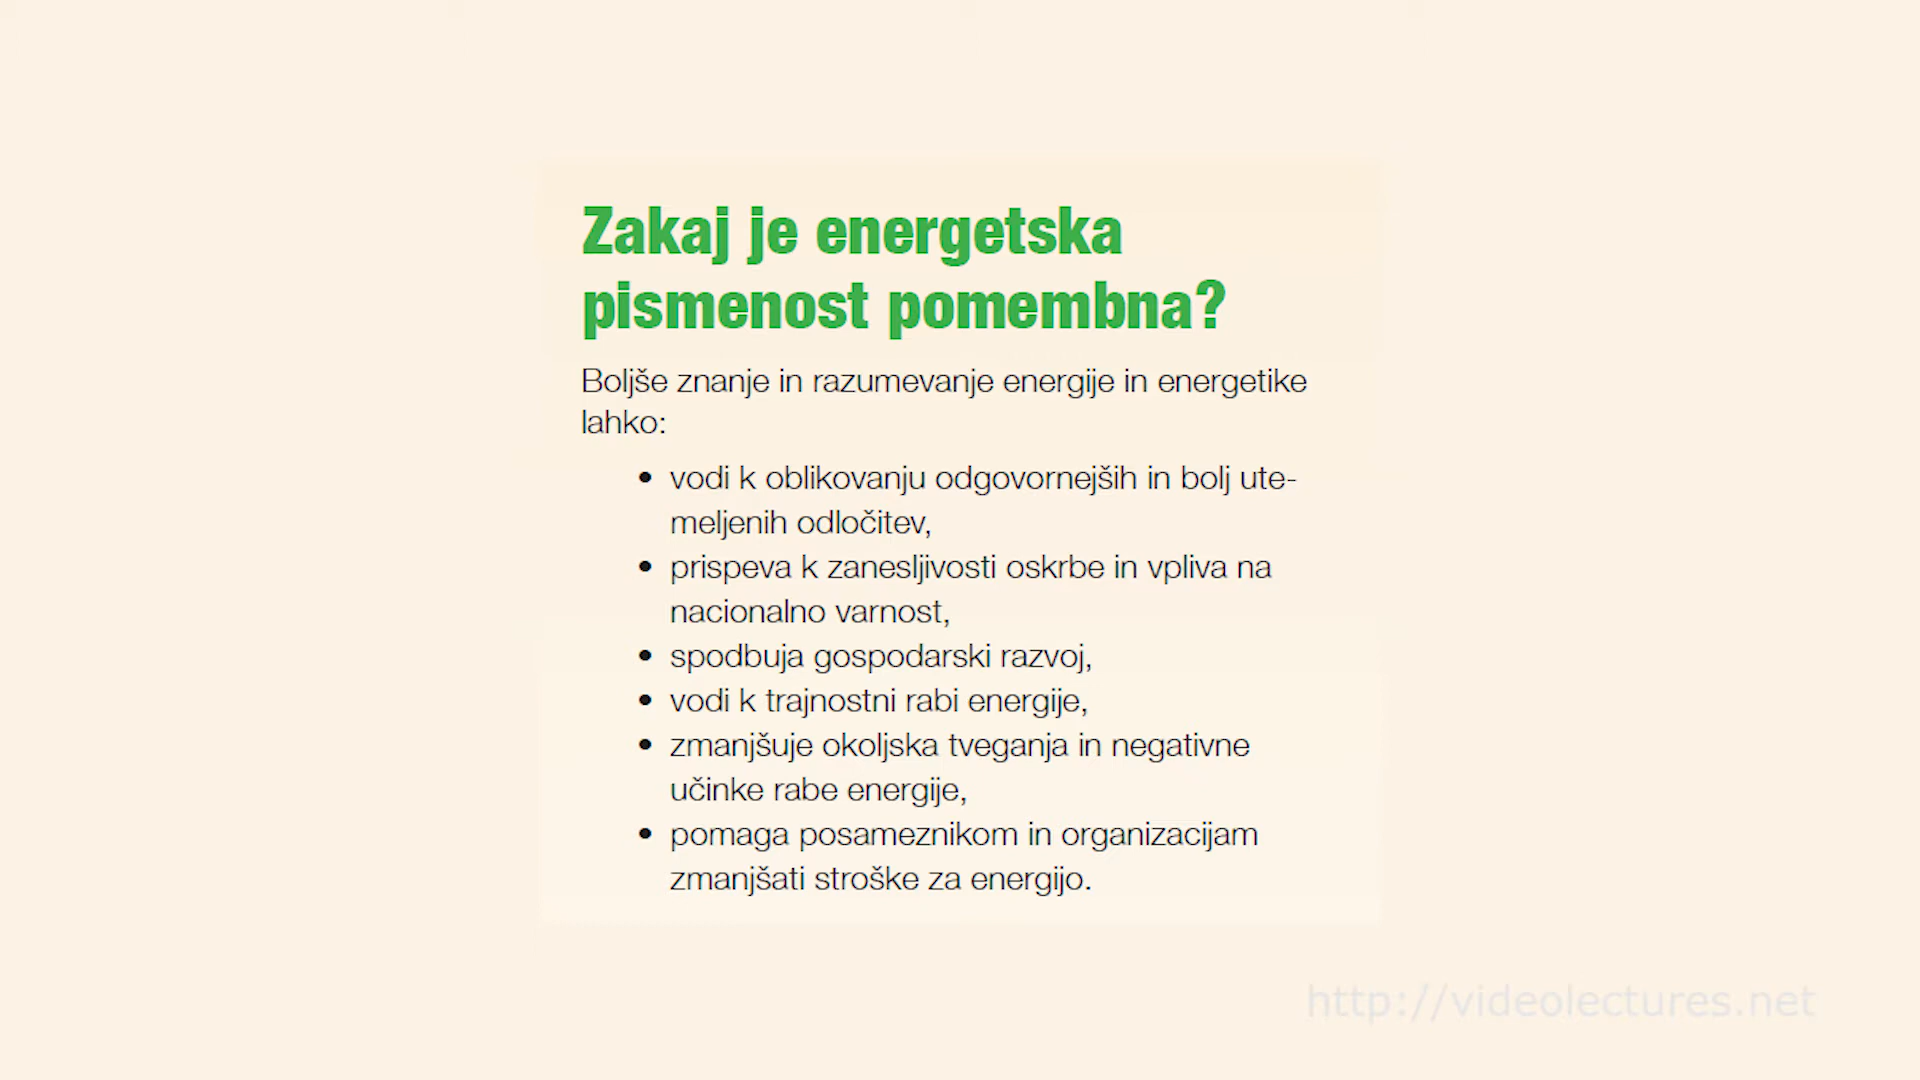 Zakaj je energetska
pismenost pomembna?
Boljše znanje in razumevanje energije in energetike
lahko:
• vodi k oblikovanju odgovornejših in bolj ute-
meljenih odločitev,
• prispeva k zanesljivosti oskrbe in vpliva na
nacionalno varnost,
• spodbuja gospodarski razvoj,
• vodi k trajnostni rabi energije,
• zmanjšuje okoljska tveganja in negativne
učinke rabe energije,
• pomaga posameznikom in organizacijam
zmanjšati stroške za energijo.
http://videolectures.net